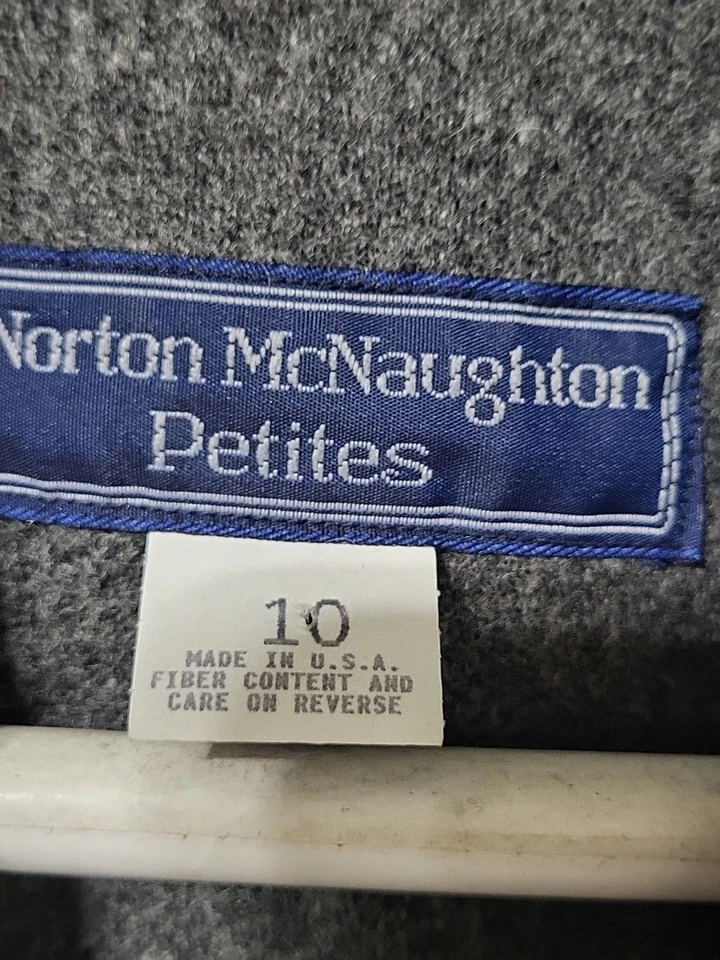 Norton McNaughton
Petites
10
MADE IN U.S.A.
FIBER CONTENT AND
CARE ON REVERSE